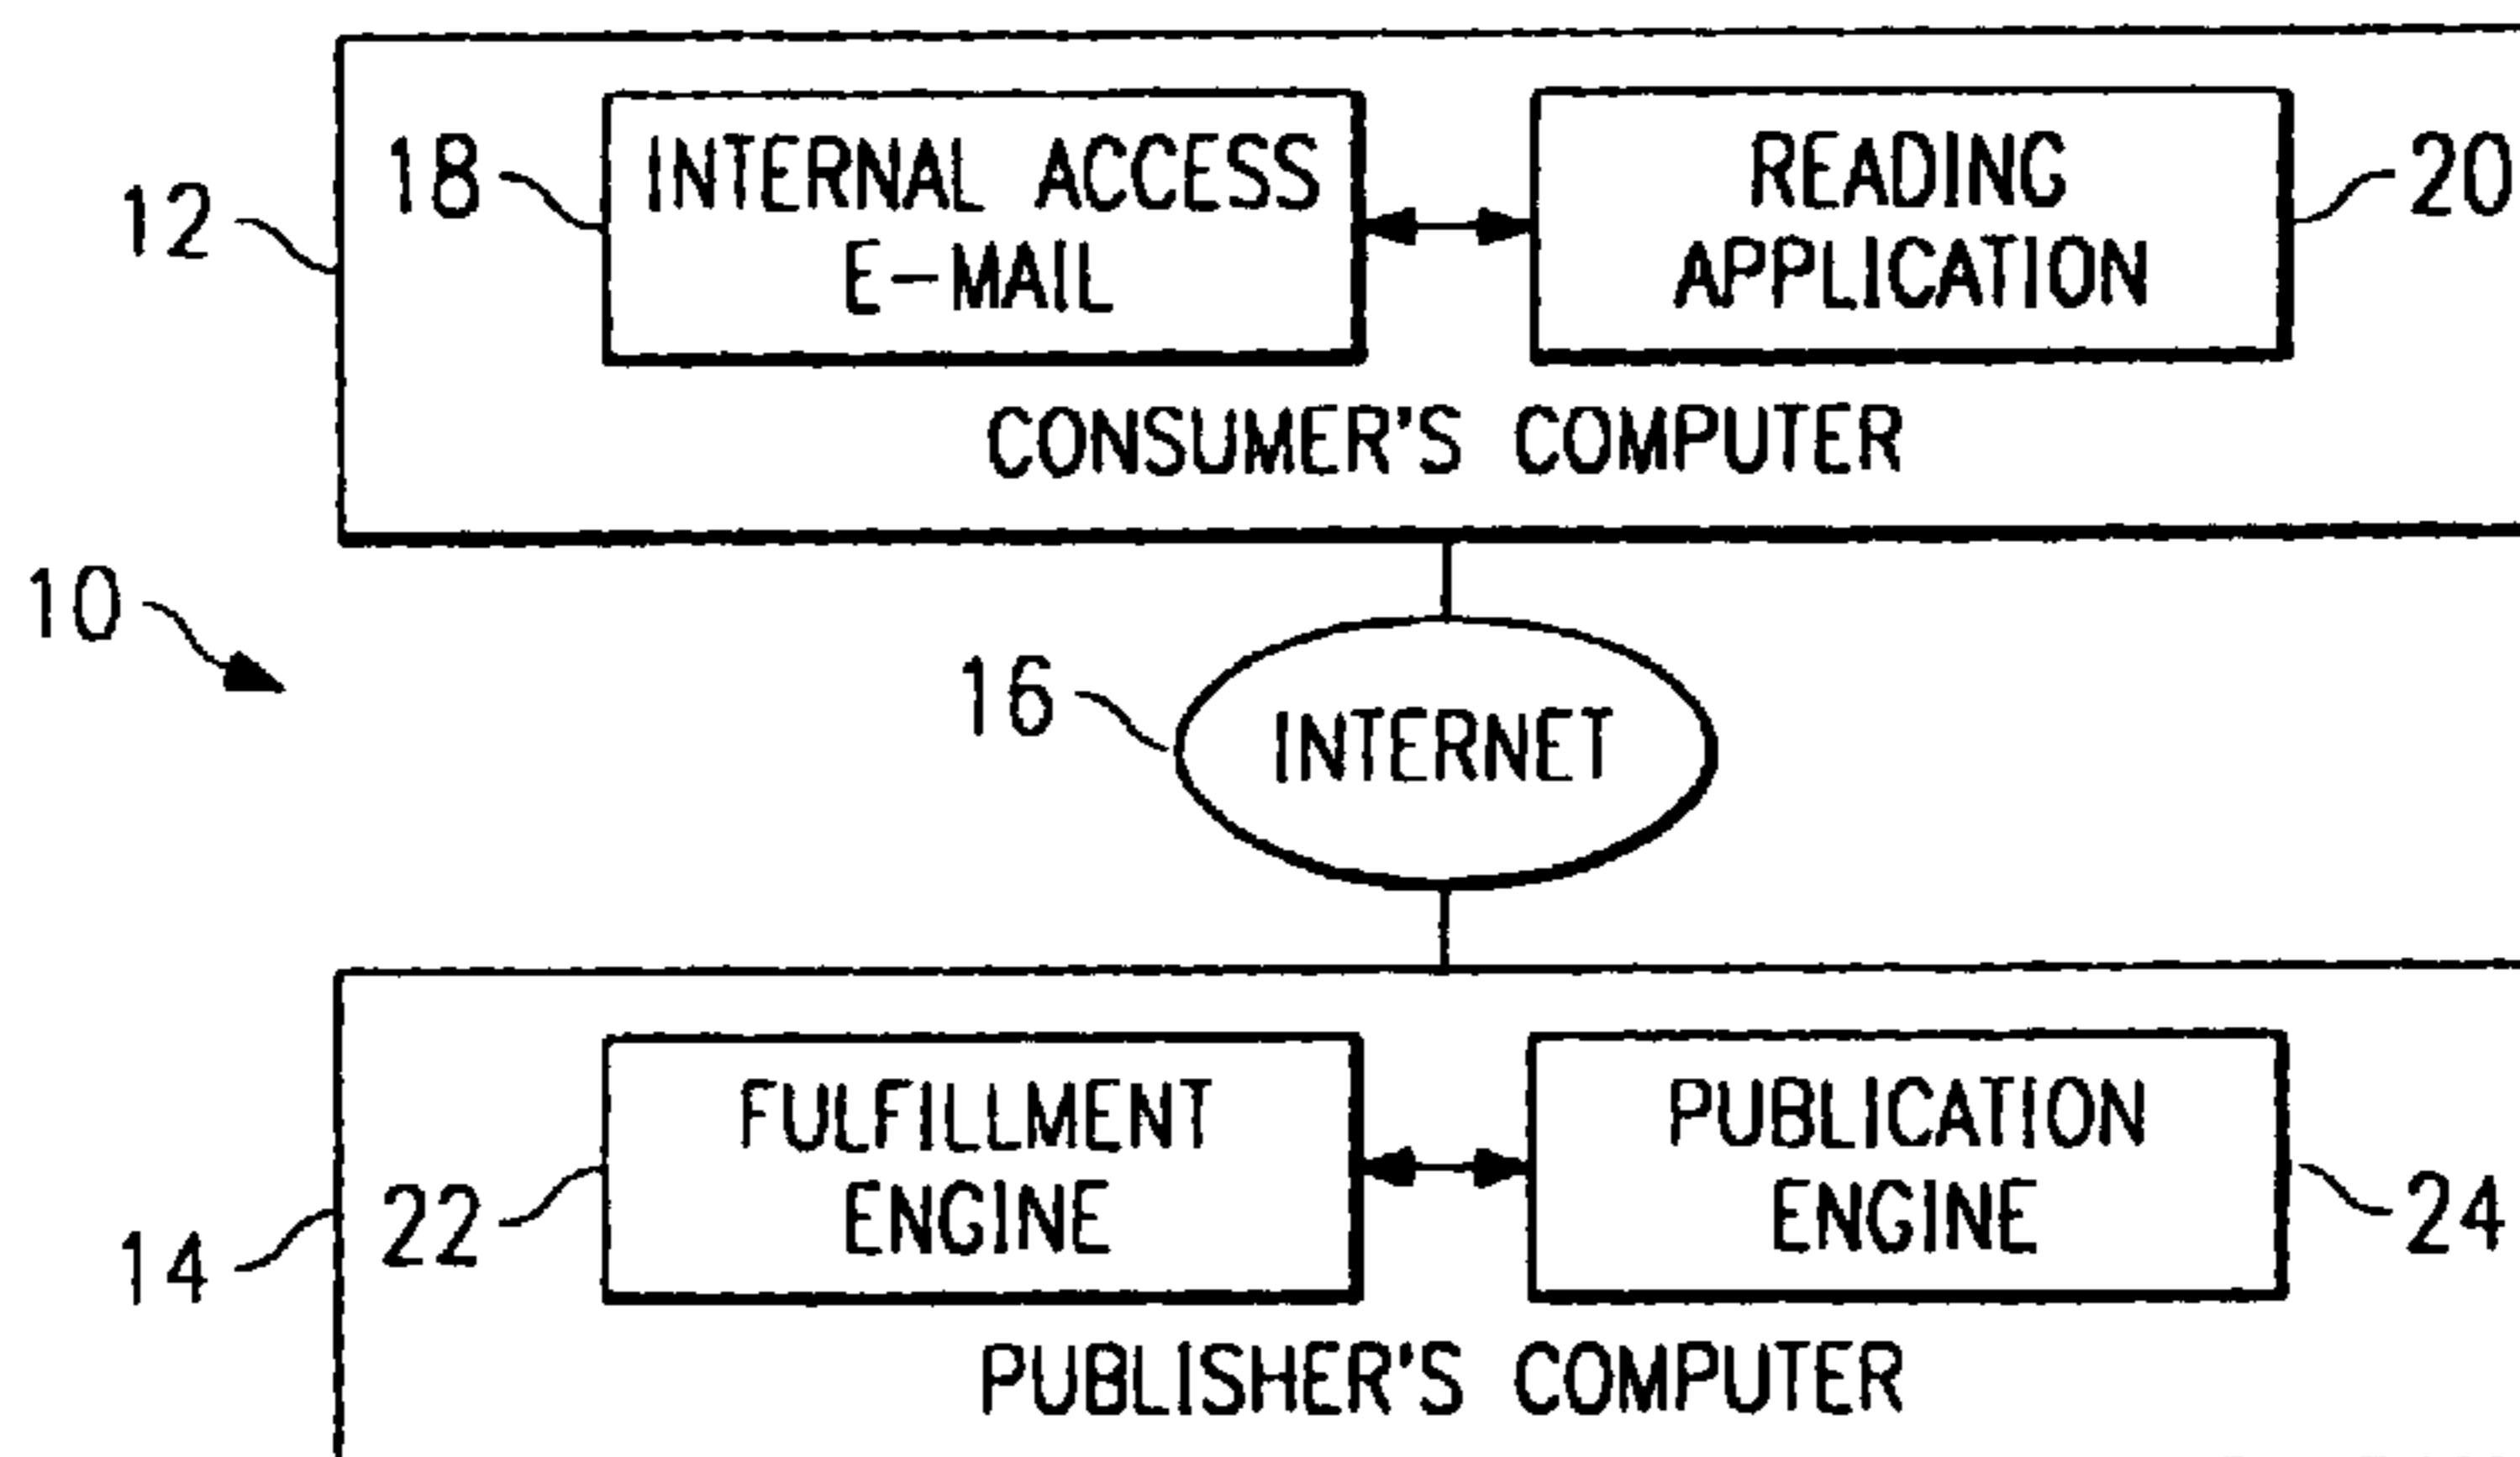 18 INTERNAL ACCESS READING 20
12 E-MAIL APPLICATION
CONSUMER'S COMPUTER
10
16 INTERNET
FULFILLMENT PUBLICATION
22 ENGINE ENGINE 24
14
PUBLISHER'S COMPUTER